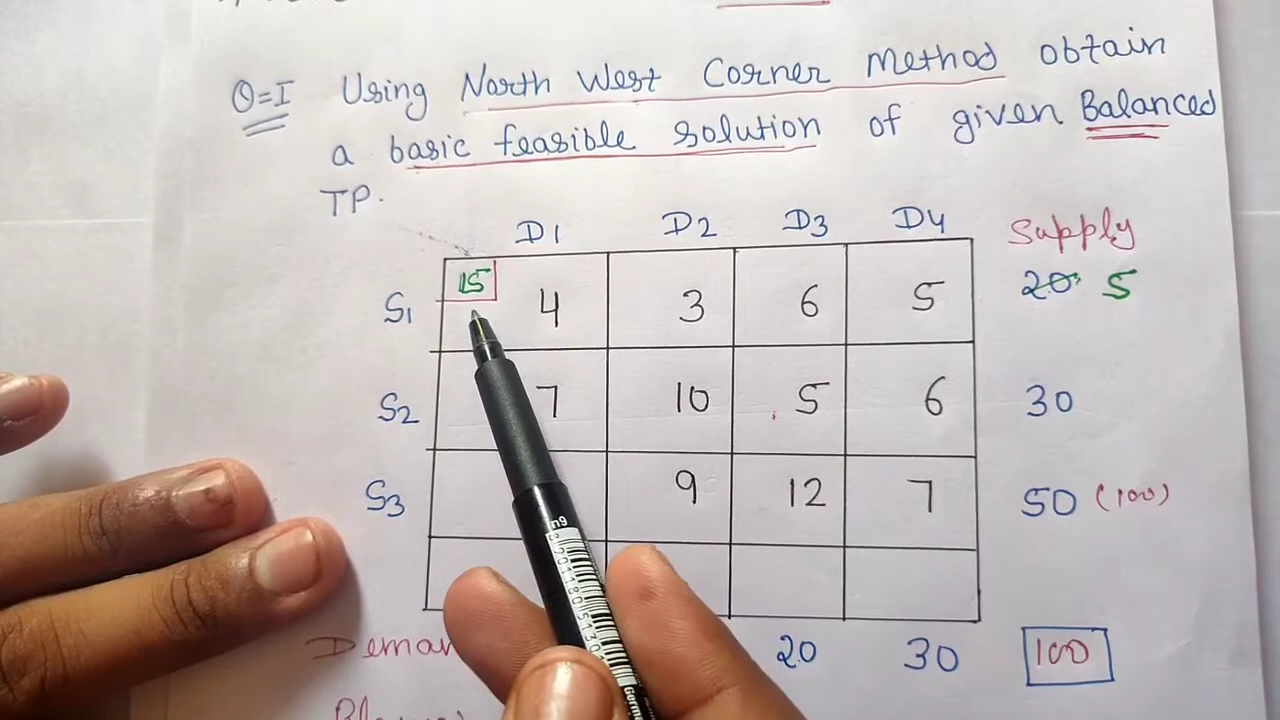 Q=I Using North West Corner Method obtain
a basic feasible solution of given Balanced
TP.
D1 D2 D3 D4 Supply
S1 15 4 3 6 5 20 5
S2 7 10 5 6 30
S3 9 12 7 50 (100)
20 30 100
n9
Germ